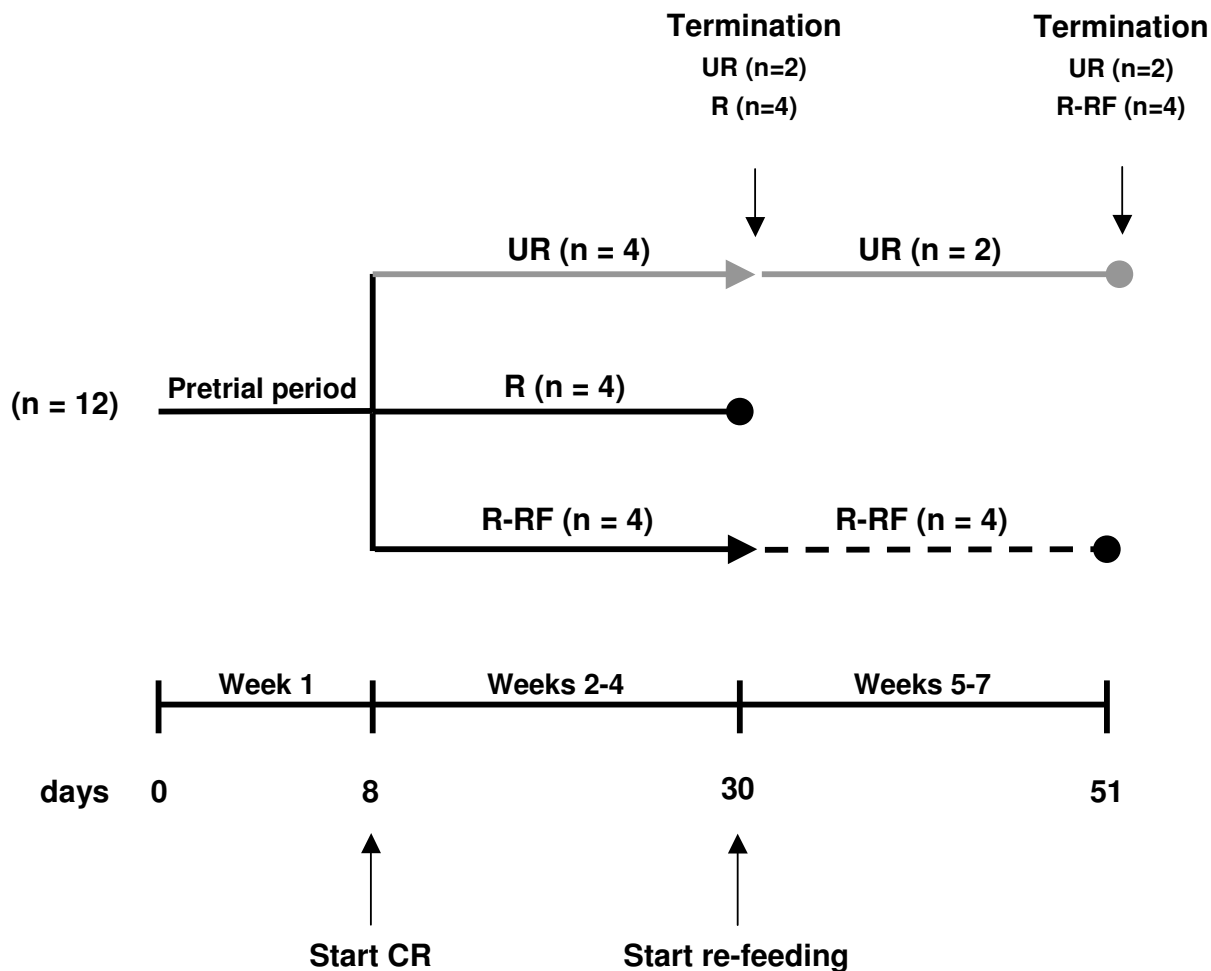 Termination
UR (n=2)
R (n=4)
Termination
UR (n=2)
R-RF (n=4)
UR (n = 4)
UR (n = 2)
(n = 12)
Pretrial period
R (n = 4)
R-RF (n = 4)
R-RF (n = 4)
Week 1
Weeks 2-4
Weeks 5-7
days 0 8 30 51
Start CR
Start re-feeding